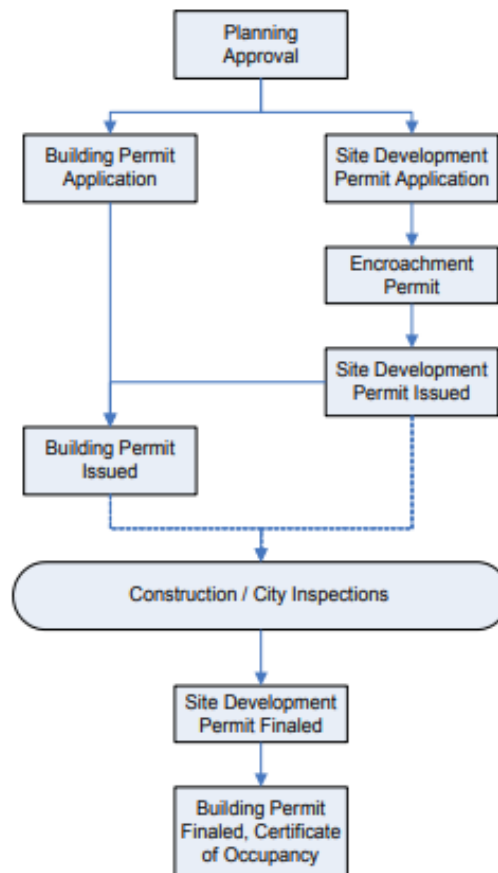 Planning
Approval
Building Permit
Application
Site Development
Permit Application
Encroachment
Permit
Site Development
Permit Issued
Building Permit
Issued
Construction / City Inspections
Site Development
Permit Finaled
Building Permit
Finaled, Certificate
of Occupancy